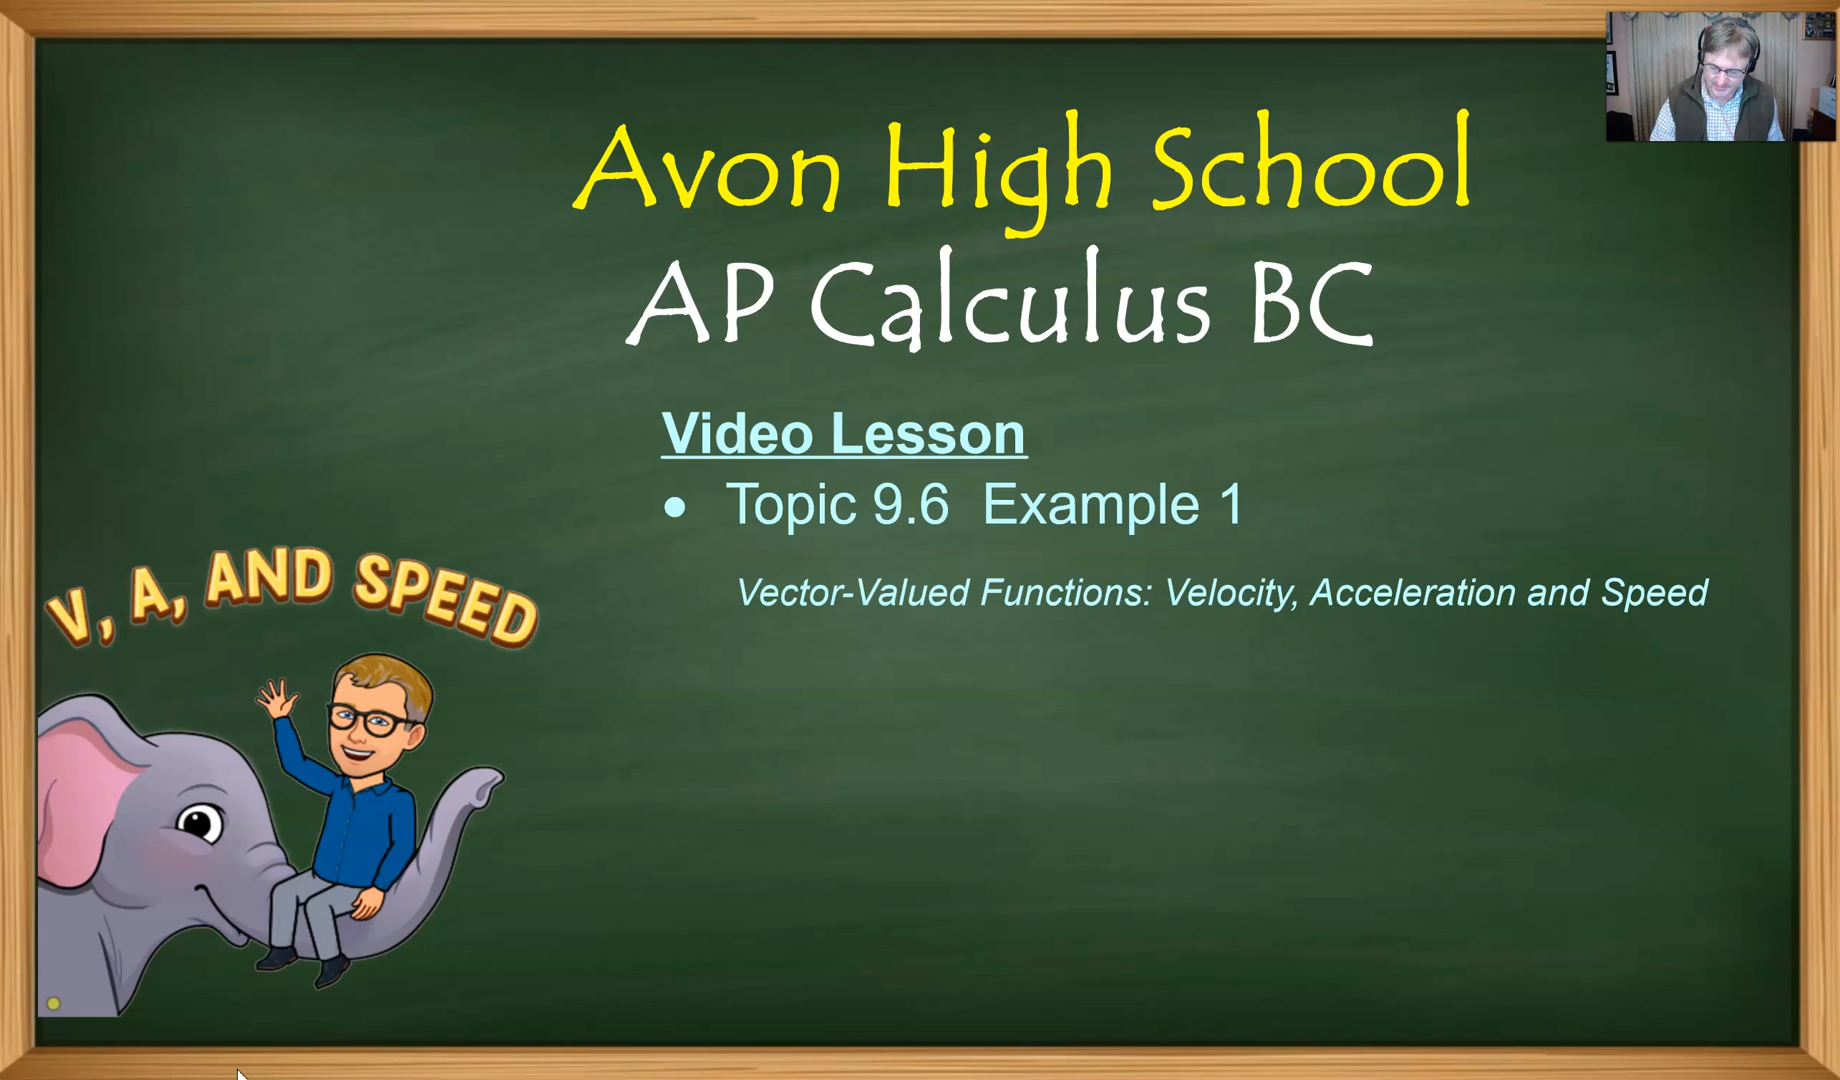 Avon High School
AP Calculus BC
Video Lesson
• Topic 9.6 Example 1
Vector-Valued Functions: Velocity, Acceleration and Speed
V, A, AND SPEED